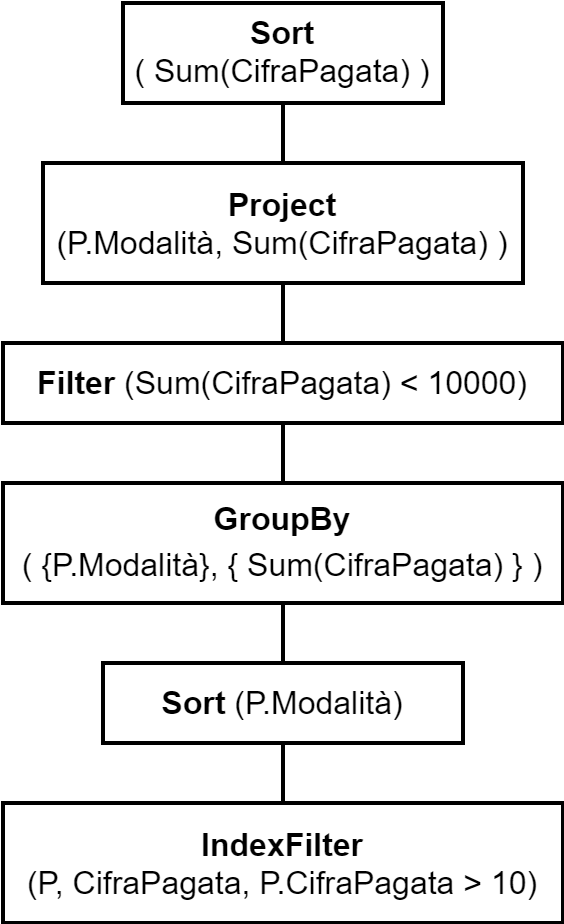 Sort
( Sum(CifraPagata) )
Project
(P.Modalità, Sum(CifraPagata) )
Filter (Sum(CifraPagata) < 10000)
GroupBy
( {P.Modalità}, { Sum(CifraPagata) } )
Sort (P.Modalità)
IndexFilter
(P, CifraPagata, P.CifraPagata > 10)